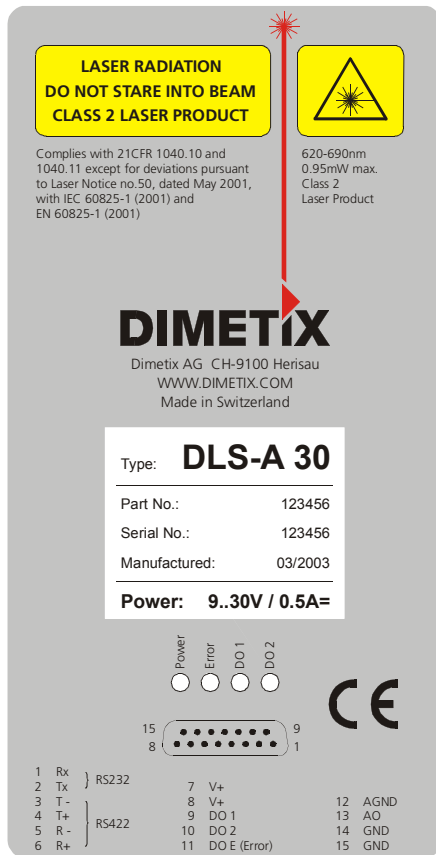 LASER RADIATION
DO NOT STARE INTO BEAM
CLASS 2 LASER PRODUCT
Complies with 21CFR 1040.10 and
1040.11 except for deviations pursuant
to Laser Notice no.50, dated May 2001,
with IEC 60825-1 (2001) and
EN 60825-1 (2001)
620-690nm
0.95mW max.
Class 2
Laser Product
DIMETIX
Dimetix AG CH-9100 Herisau
WWW.DIMETIX.COM
Made in Switzerland
Type: DLS-A 30
Part No.: 123456
Serial No.: 123456
Manufactured: 03/2003
Power: 9..30V / 0.5A=
Power Error DO 1 DO 2
CE
15 9
8 1
1 Rx
2 Tx
RS232
3 T -
4 T+
5 R -
6 R+
RS422
7 V+
8 V+
9 DO 1
10 DO 2
11 DO E (Error)
12 AGND
13 AO
14 GND
15 GND